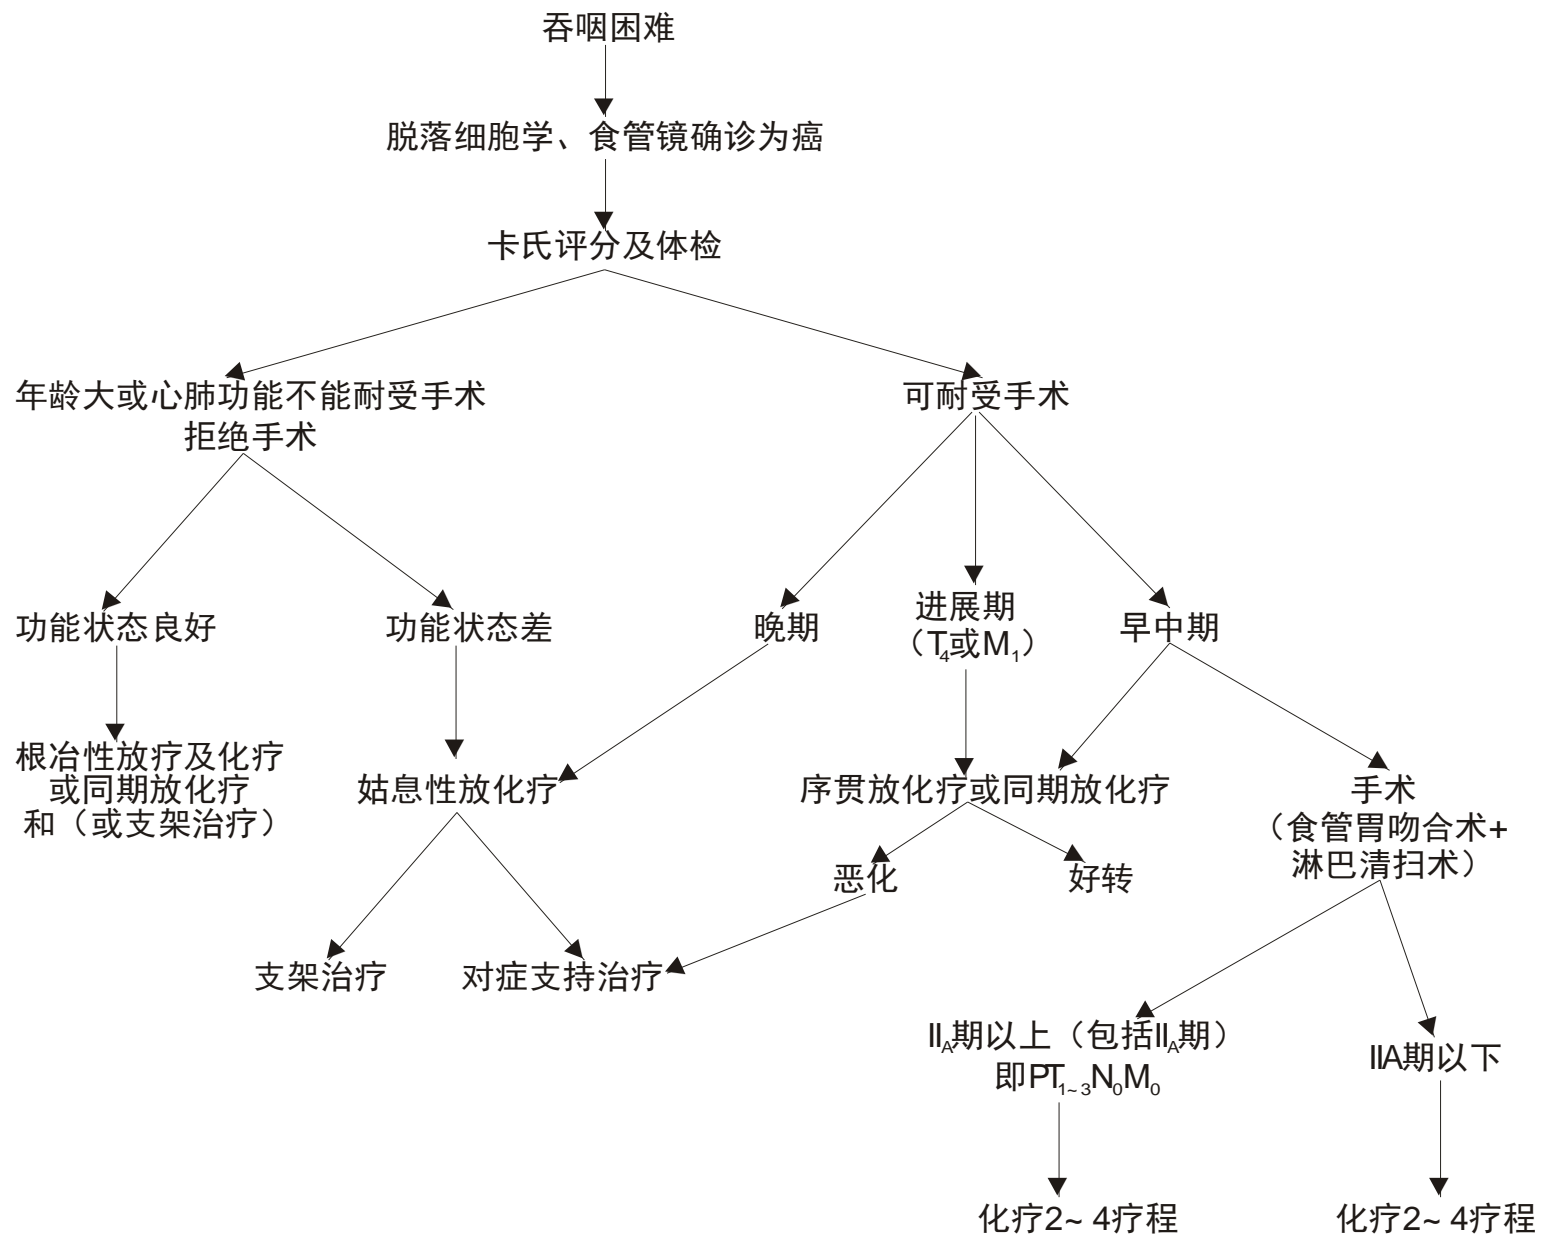 吞咽困难
脱落细胞学、食管镜确诊为癌
卡氏评分及体检
年龄大或心肺功能不能耐受手术
拒绝手术
可耐受手术
功能状态良好
功能状态差
晚期
进展期
（T4或M1）
早中期
根冶性放疗及化疗
或同期放化疗
和（或支架治疗）
姑息性放化疗
序贯放化疗或同期放化疗
手术
（食管胃吻合术+
淋巴清扫术）
恶化
好转
支架治疗
对症支持治疗
IIA期以上（包括IIA期）
即PT1~3N0M0
IIA期以下
化疗2~4疗程
化疗2~4疗程